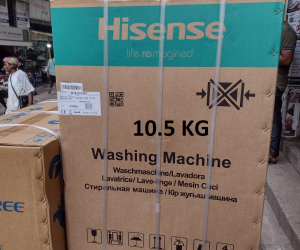 Hisense
life reimagined
10.5 KG
Washing Machine
Waschmaschine/Lavadora
Lavatrice/Lave-linge / Mesin Cuci
Стиральная машина / Кір жуғыш машина
REE